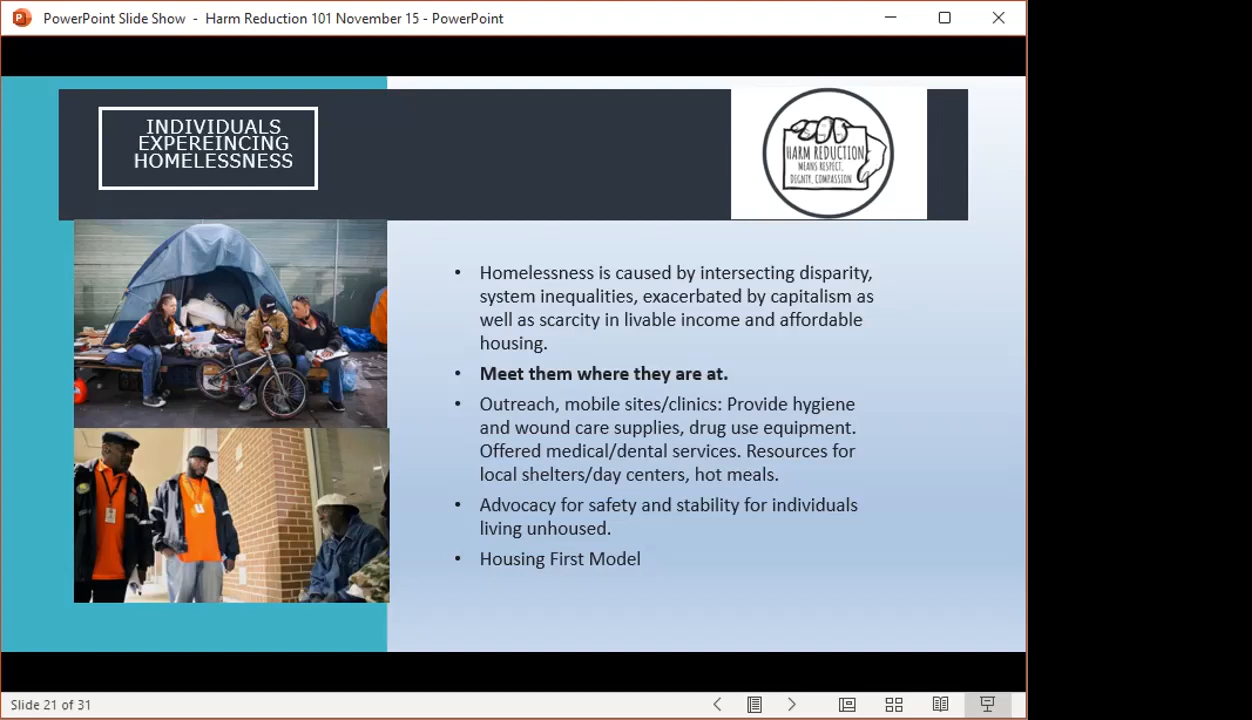 PowerPoint Slide Show - Harm Reduction 101 November 15 - PowerPoint
INDIVIDUALS
EXPEREINCING
HOMELESSNESS
HARM REDUCTION
MEANS RESPECT,
DIGNITY, COMPASSION
• Homelessness is caused by intersecting disparity,
system inequalities, exacerbated by capitalism as
well as scarcity in livable income and affordable
housing.
• Meet them where they are at.
• Outreach, mobile sites/clinics: Provide hygiene
and wound care supplies, drug use equipment.
Offered medical/dental services. Resources for
local shelters/day centers, hot meals.
• Advocacy for safety and stability for individuals
living unhoused.
• Housing First Model
Slide 21 of 31